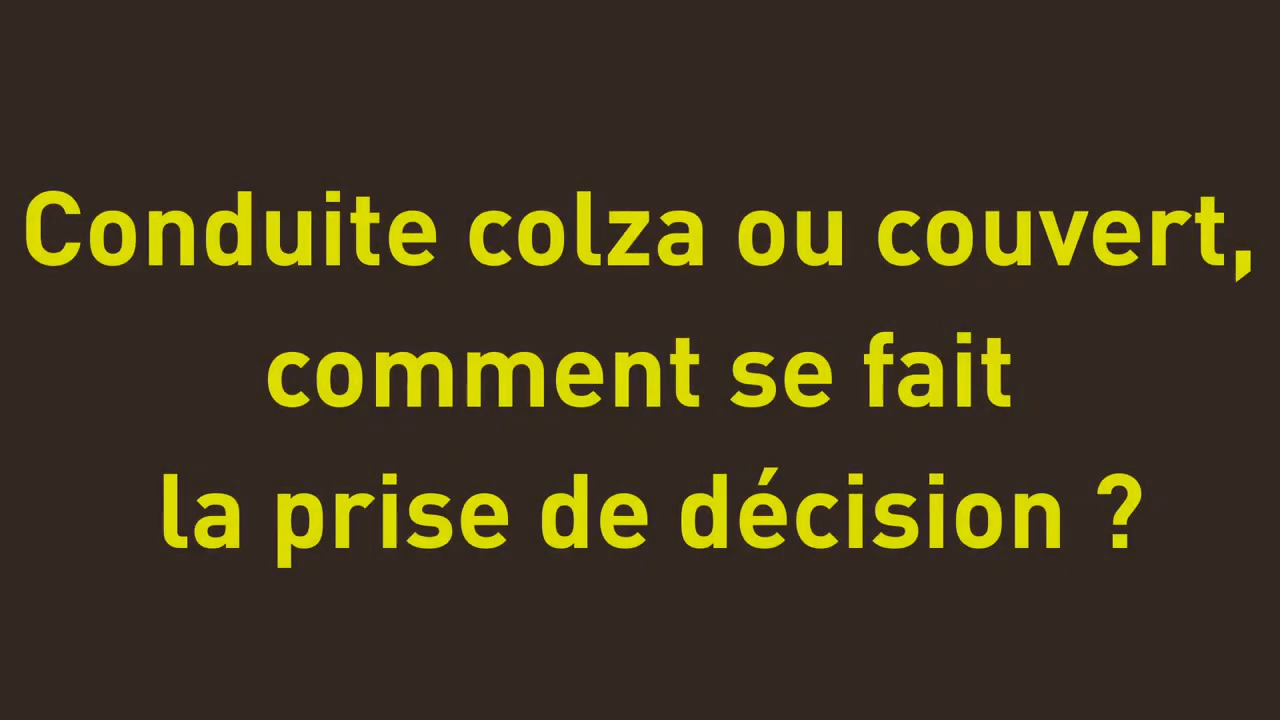 Conduite colza ou couvert,
comment se fait
la prise de décision ?